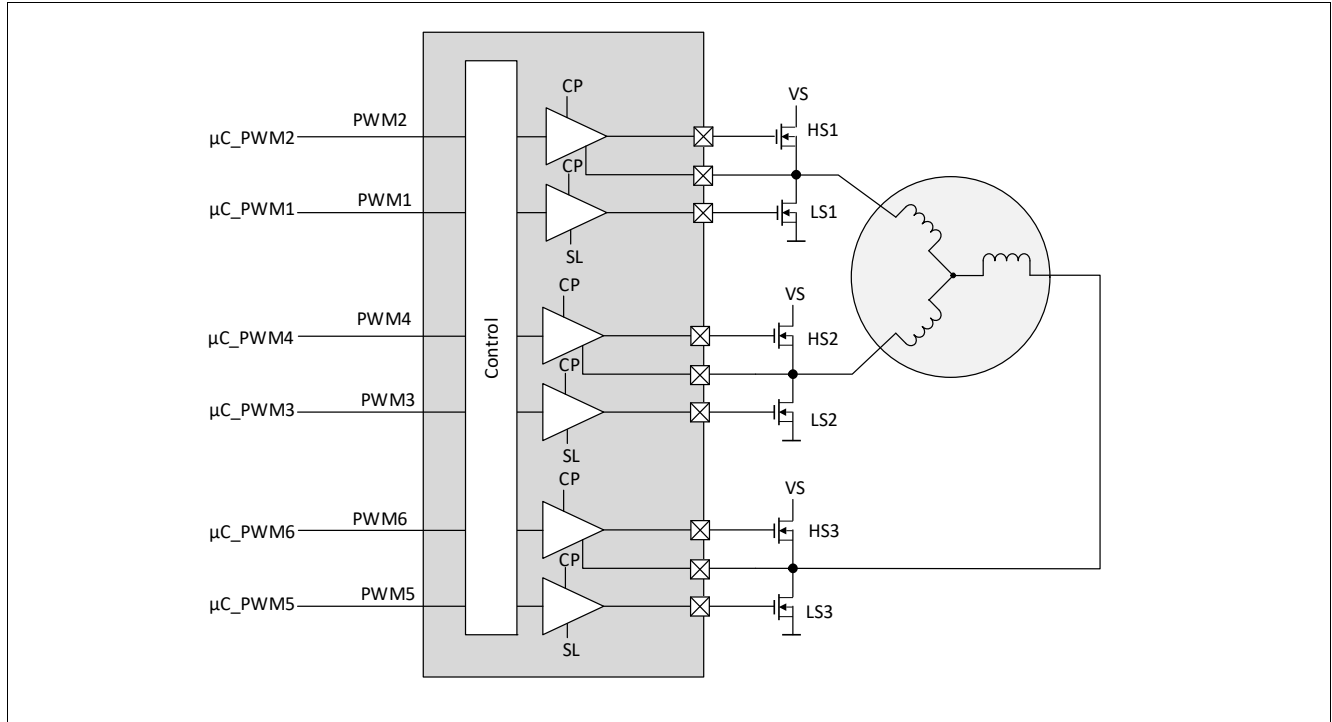 CP
VS
µC_PWM2
PWM2
HS1
CP
µC_PWM1
PWM1
LS1
SL
CP
VS
µC_PWM4
PWM4
HS2
Control
CP
µC_PWM3
PWM3
LS2
SL
CP
VS
µC_PWM6
PWM6
HS3
CP
µC_PWM5
PWM5
LS3
SL